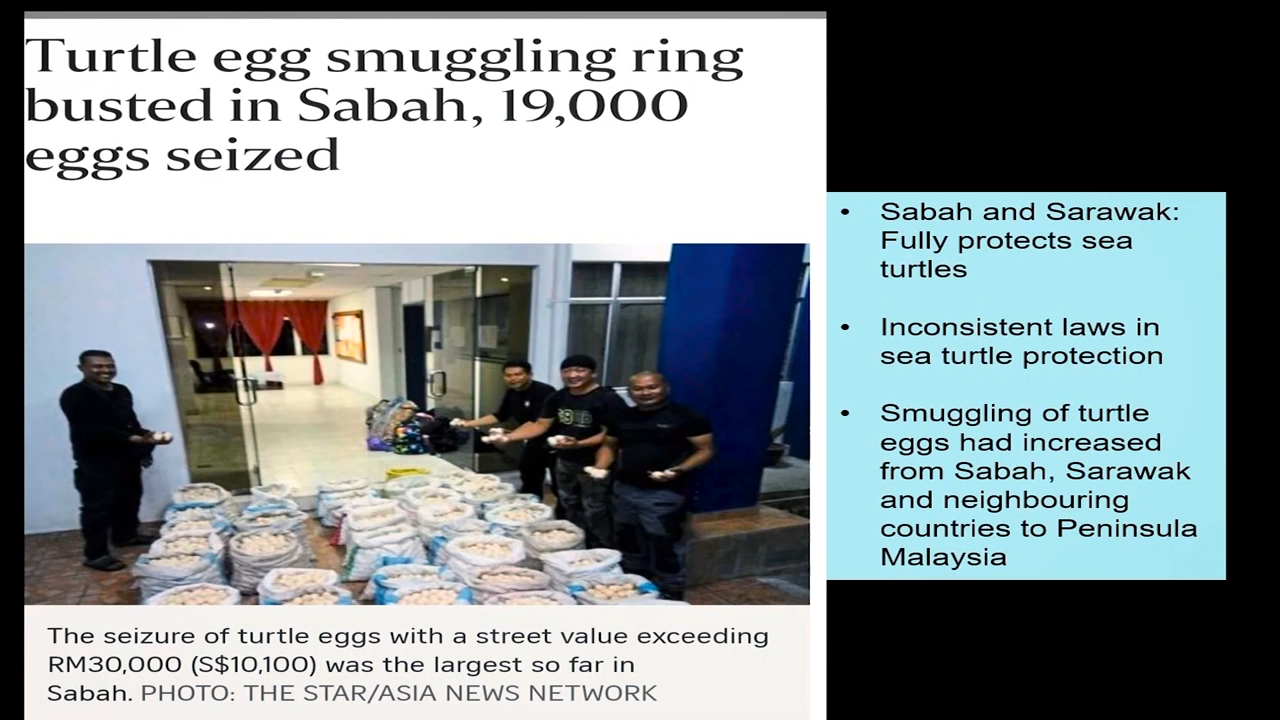 Turtle egg smuggling ring
busted in Sabah, 19,000
eggs seized
The seizure of turtle eggs with a street value exceeding
RM30,000 (S$10,100) was the largest so far in
Sabah. PHOTO: THE STAR/ASIA NEWS NETWORK
• Sabah and Sarawak:
Fully protects sea
turtles
• Inconsistent laws in
sea turtle protection
• Smuggling of turtle
eggs had increased
from Sabah, Sarawak
and neighbouring
countries to Peninsula
Malaysia